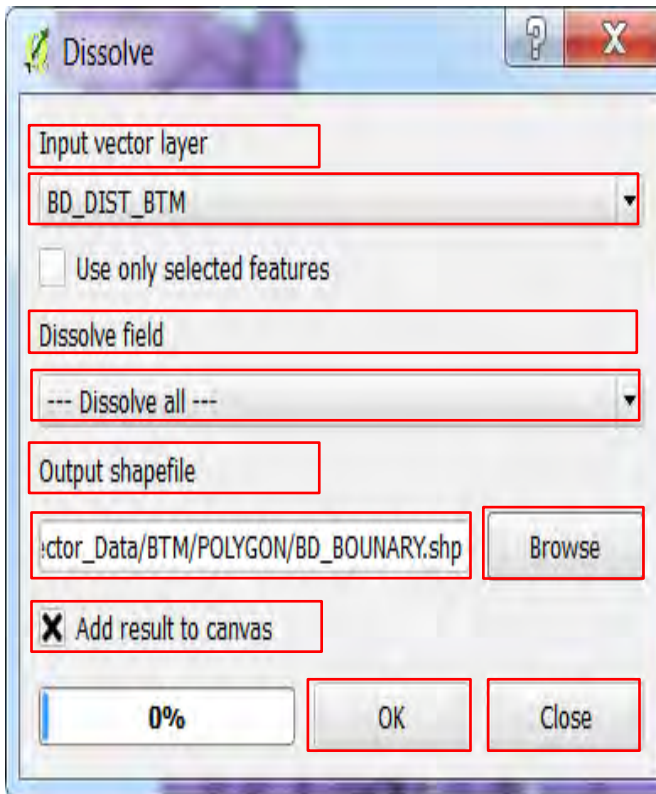 Dissolve
Input vector layer
BD_DIST_BTM
Use only selected features
Dissolve field
--- Dissolve all ---
Output shapefile
ctor_Data/BTM/POLYGON/BD_BOUNARY.shp Browse
Add result to canvas
0% OK Close